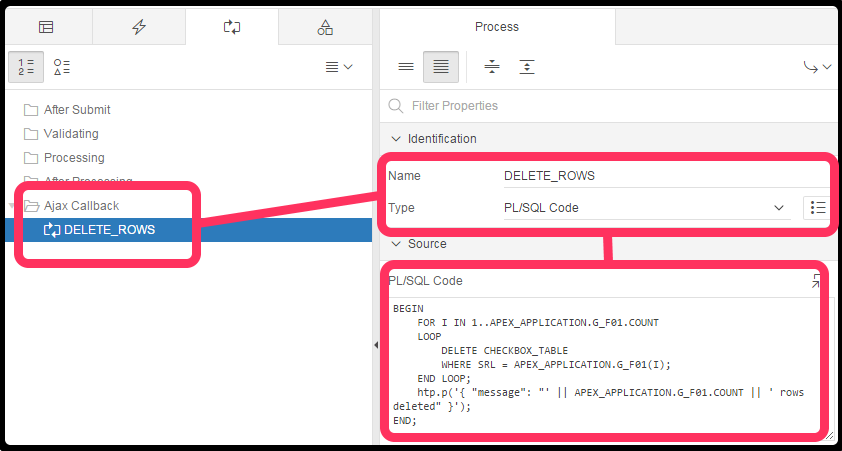 Process
1
2
Filter Properties
After Submit
Validating
Processing
After Processing
Ajax Callback
DELETE_ROWS
Identification
Name DELETE_ROWS
Type PL/SQL Code
Source
PL/SQL Code
BEGIN
FOR I IN 1..APEX_APPLICATION.G_F01.COUNT
LOOP
DELETE CHECKBOX_TABLE
WHERE SRL = APEX_APPLICATION.G_F01(I);
END LOOP;
htp.p('{ "message": "' || APEX_APPLICATION.G_F01.COUNT || ' rows
deleted" }');
END;